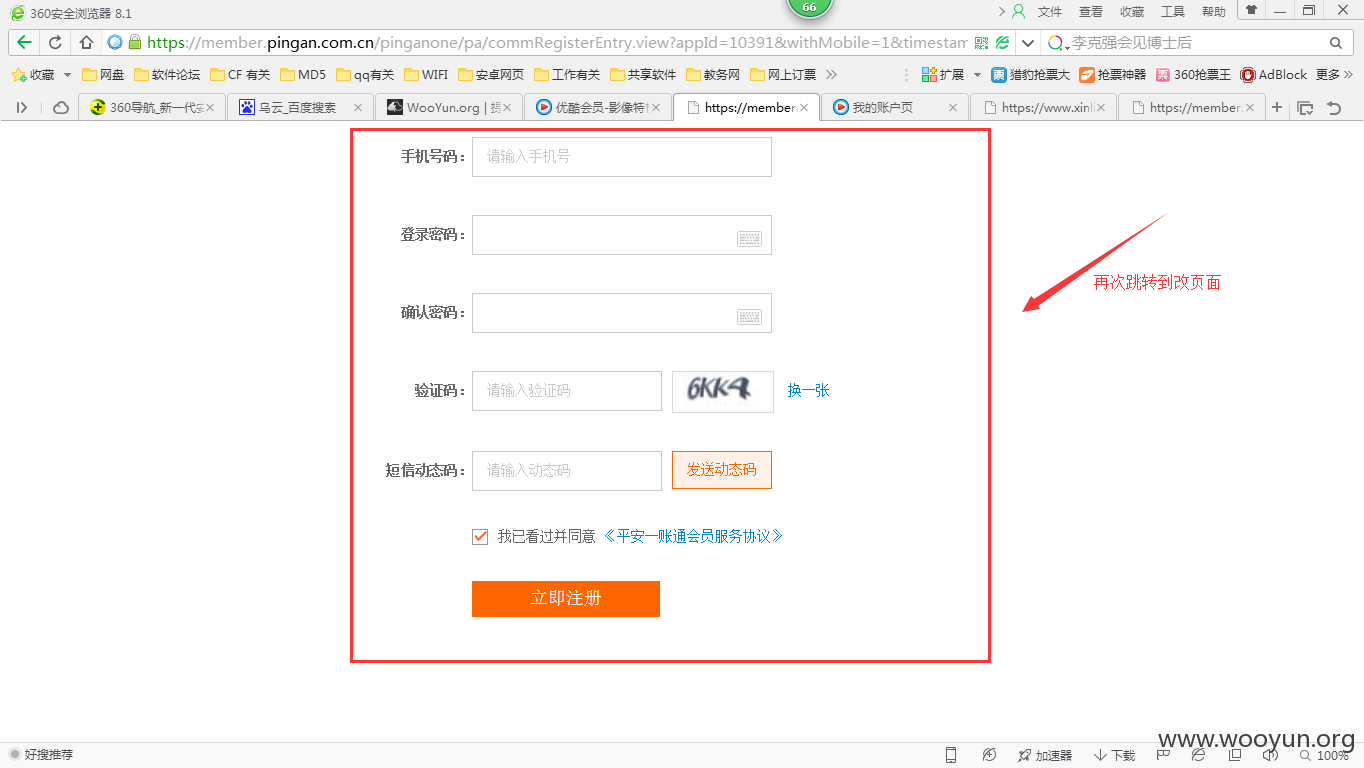 360安全浏览器 8.1
66
文件 查看 收藏 工具 帮助
https://member.pingan.com.cn/pinganone/pa/commRegisterEntry.view?appId=10391&withMobile=1&timestam
李克强会见博士后
收藏 网盘 软件论坛 CF 有关 MD5 qq有关 WIFI 安卓网页 工作有关 共享软件 教务网 网上订票 扩展 猎豹抢票大 抢票神器 360抢票王 AdBlock 更多
360导航_新一代安 乌云_百度搜索 WooYun.org | 提 优酷会员-影像特 https://member. 我的账户页 https://www.xinl https://member.
手机号码： 请输入手机号
登录密码：
确认密码：
验证码： 请输入验证码 6KK4 换一张
短信动态码： 请输入动态码 发送动态码
我已看过并同意 《平安一账通会员服务协议》
立即注册
再次跳转到改页面
www.wooyun.org
好搜推荐
加速器 下载 100%